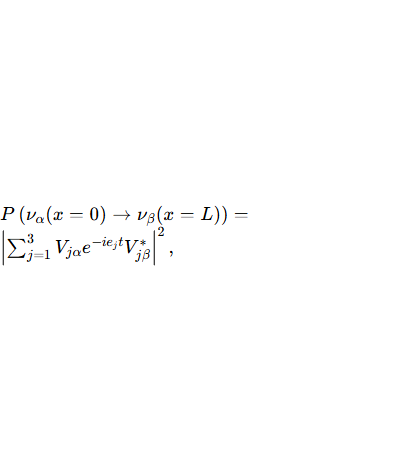 P (ν_α(x = 0) → ν_β(x = L)) =
|∑_{j=1}^{3} V_{jα} e^{−ie_j t} V_{jβ}^*|^2 ,